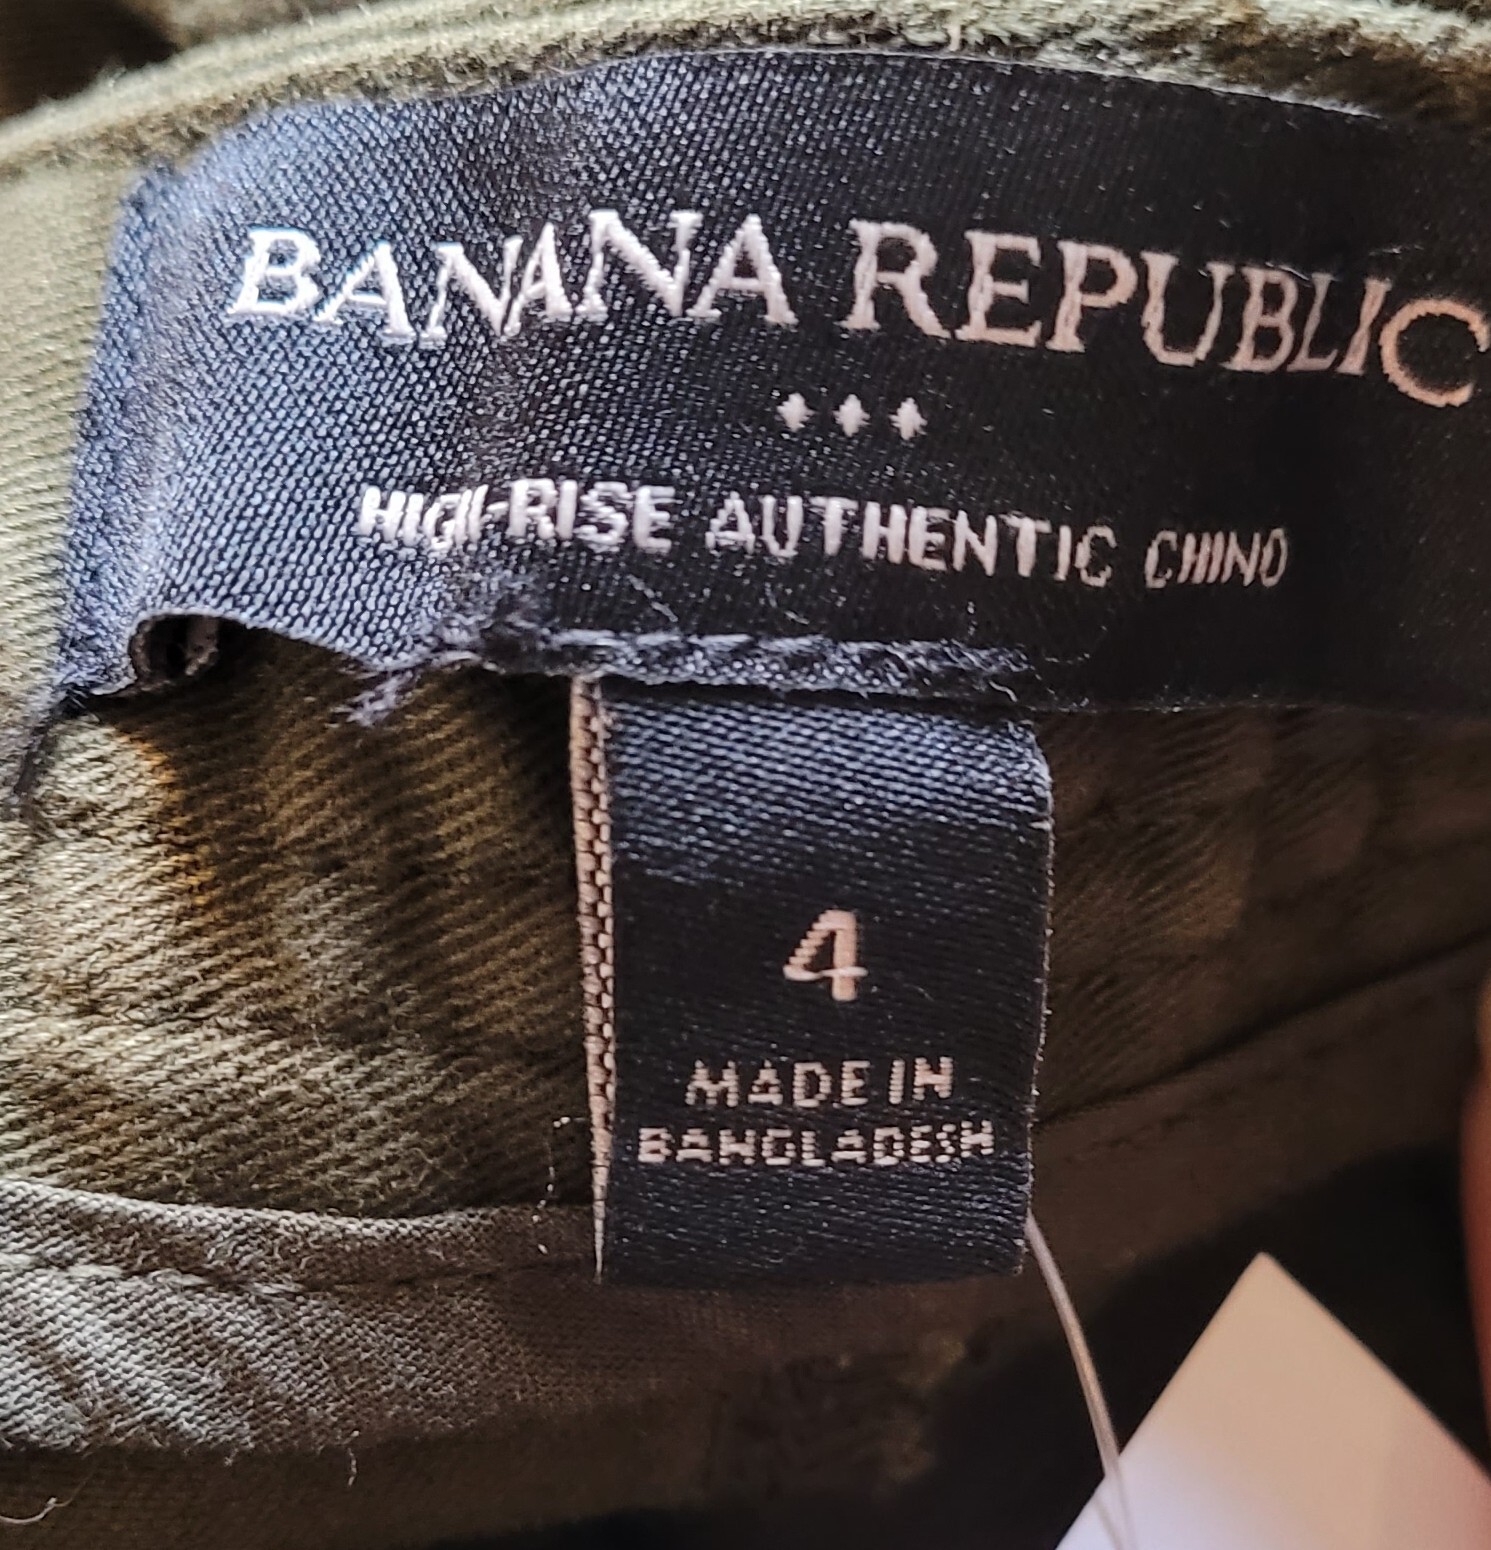 BANANA REPUBLIC
HIGH-RISE AUTHENTIC CHINO
4
MADE IN
BANGLADESH